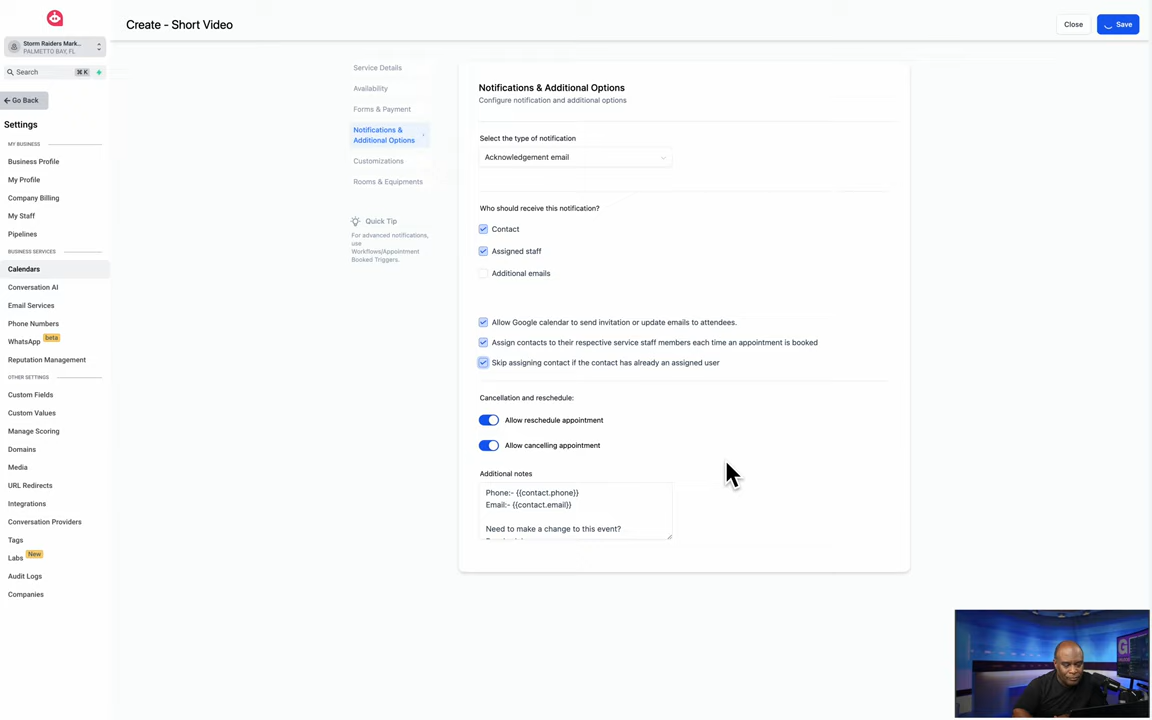 Create - Short Video
Close
Save
Storm Raiders Mark...
PALMETTO BAY, FL
Search
⌘K
Go Back
Settings
MY BUSINESS
Business Profile
My Profile
Company Billing
My Staff
Pipelines
BUSINESS SERVICES
Calendars
Conversation AI
Email Services
Phone Numbers
WhatsApp beta
Reputation Management
OTHER SETTINGS
Custom Fields
Custom Values
Manage Scoring
Domains
Media
URL Redirects
Integrations
Conversation Providers
Tags
Labs New
Audit Logs
Companies
Service Details
Availability
Forms & Payment
Notifications &
Additional Options
Customizations
Rooms & Equipments
Quick Tip
For advanced notifications,
use
Workflows/Appointment
Booked Triggers.
Notifications & Additional Options
Configure notification and additional options
Select the type of notification
Acknowledgement email
Who should receive this notification?
Contact
Assigned staff
Additional emails
Allow Google calendar to send invitation or update emails to attendees.
Assign contacts to their respective service staff members each time an appointment is booked
Skip assigning contact if the contact has already an assigned user
Cancellation and reschedule:
Allow reschedule appointment
Allow cancelling appointment
Additional notes
Phone:- {{contact.phone}}
Email:- {{contact.email}}
Need to make a change to this event?